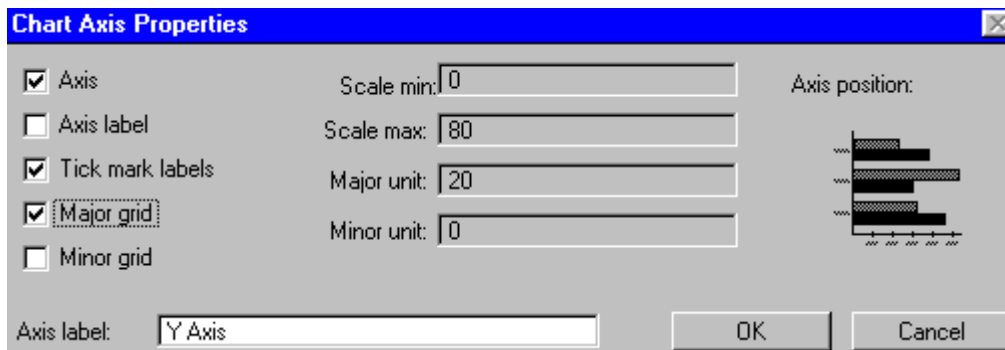 Chart Axis Properties
Axis
Axis label
Tick mark labels
Major grid
Minor grid
Scale min: 0
Scale max: 80
Major unit: 20
Minor unit: 0
Axis position:
Axis label: Y Axis
OK
Cancel